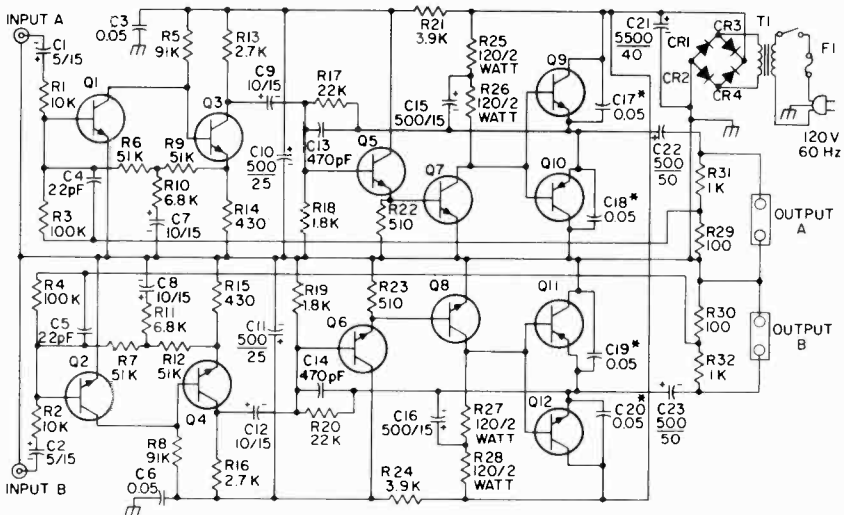 INPUT A
C1
5/15
R1
10K
Q1
C4
22pF
R3
100K
C3
0.05
R5
91K
R13
2.7K
Q3
C9
10/15
R6
51K
R9
51K
R10
6.8K
C7
10/15
C10
500
25
R14
430
R17
22K
C13
470pF
R18
1.8K
Q5
R22
510
R21
3.9K
C15
500/15
R25
120/2
WATT
R26
120/2
WATT
Q7
Q9
C17*
0.05
Q10
C18*
0.05
C21
5500
40
CR1
CR2
CR3
CR4
T1
F1
120V
60 Hz
C22
500
50
R31
1K
R29
100
OUTPUT
A
R4
100K
C5
22pF
C8
10/15
R11
6.8K
R15
430
C11
500
25
R19
1.8K
R23
510
Q6
Q8
Q11
C19*
0.05
R30
100
R32
1K
OUTPUT
B
Q2
R7
51K
R12
51K
Q4
C14
470pF
R2
10K
C2
5/15
INPUT B
R8
91K
C6
0.05
R16
2.7K
C12
10/15
R20
22K
C16
500/15
R24
3.9K
R27
120/2
WATT
R28
120/2
WATT
Q12
C20*
0.05
C23
500
50